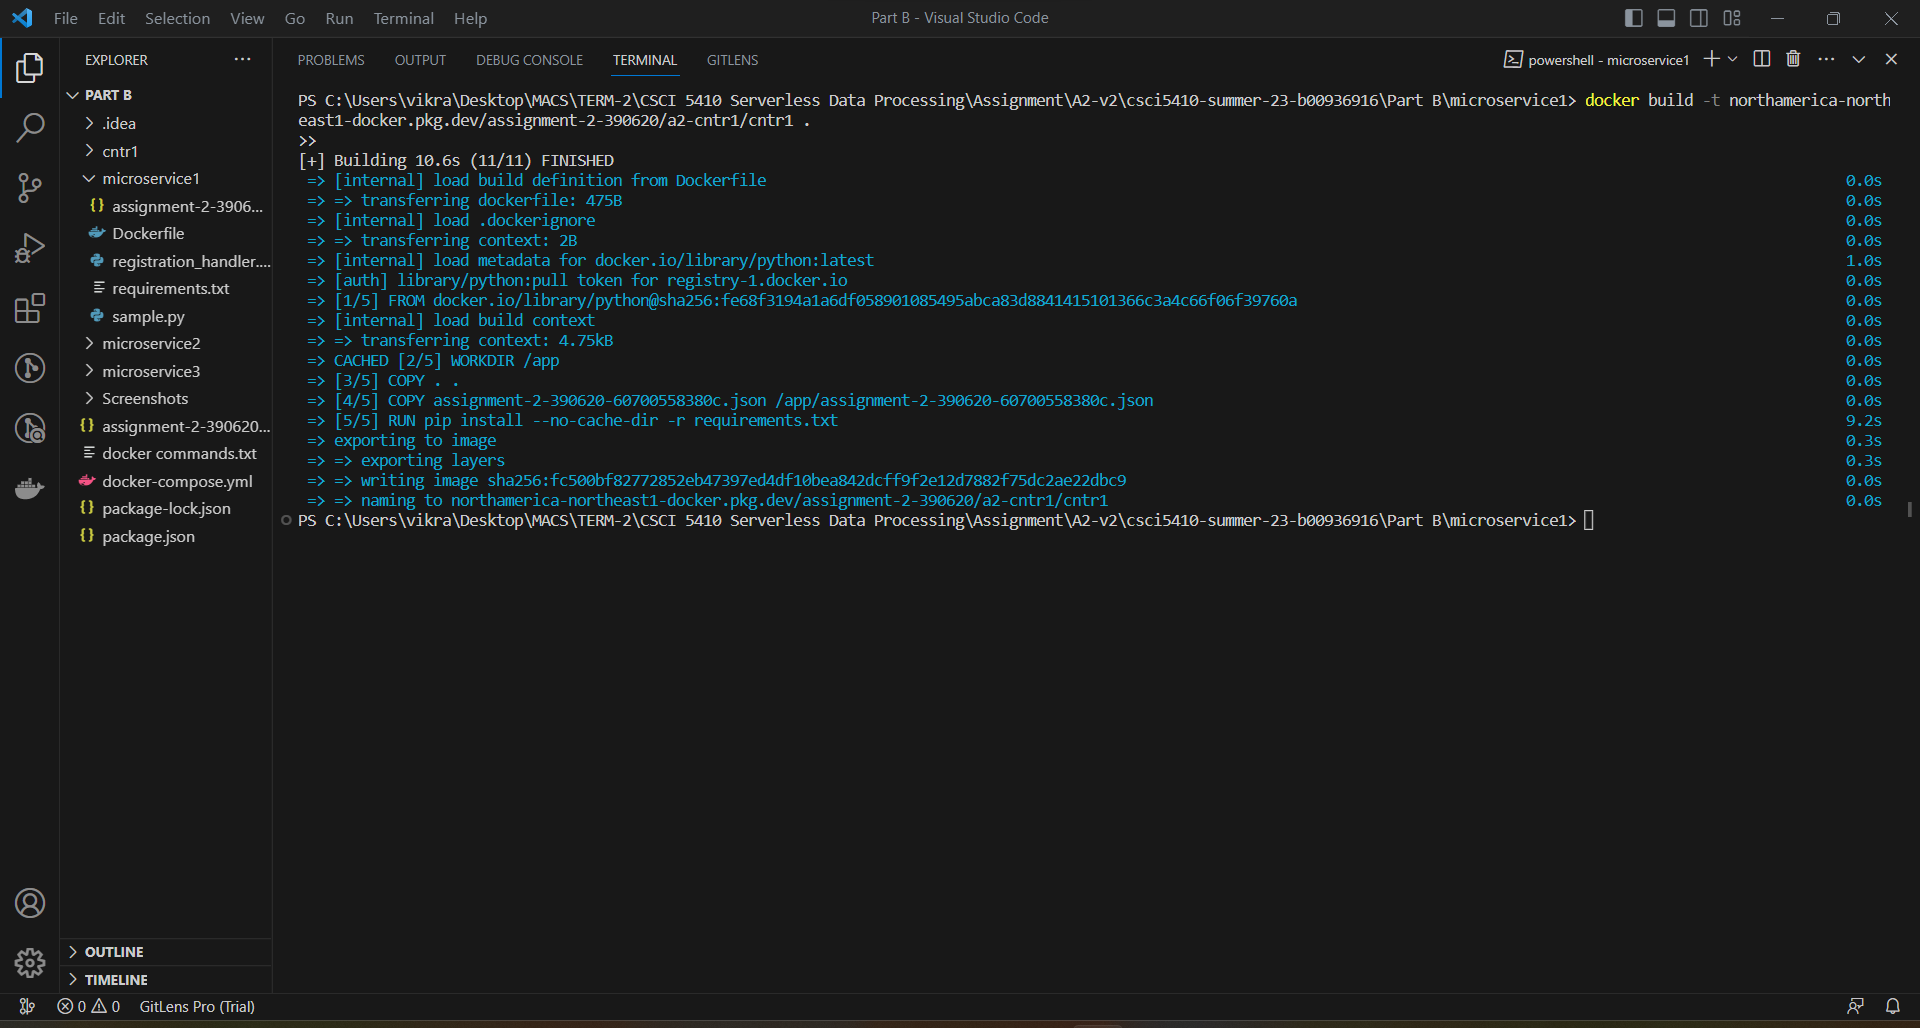 File Edit Selection View Go Run Terminal Help
Part B - Visual Studio Code
EXPLORER
PART B
.idea
cntr1
microservice1
assignment-2-3906...
Dockerfile
registration_handler....
requirements.txt
sample.py
microservice2
microservice3
Screenshots
assignment-2-390620...
docker commands.txt
docker-compose.yml
package-lock.json
package.json
OUTLINE
TIMELINE
PROBLEMS OUTPUT DEBUG CONSOLE TERMINAL GITLENS
powershell - microservice1
PS C:\Users\vikra\Desktop\MACS\TERM-2\CSCI 5410 Serverless Data Processing\Assignment\A2-v2\csci5410-summer-23-b00936916\Part B\microservice1> docker build -t northamerica-north
east1-docker.pkg.dev/assignment-2-390620/a2-cntr1/cntr1 .
>>
[+] Building 10.6s (11/11) FINISHED
=> [internal] load build definition from Dockerfile 0.0s
=> => transferring dockerfile: 475B 0.0s
=> [internal] load .dockerignore 0.0s
=> => transferring context: 2B 0.0s
=> [internal] load metadata for docker.io/library/python:latest 1.0s
=> [auth] library/python:pull token for registry-1.docker.io 0.0s
=> [1/5] FROM docker.io/library/python@sha256:fe68f3194a1a6df058901085495abca83d8841415101366c3a4c66f06f39760a 0.0s
=> [internal] load build context 0.0s
=> => transferring context: 4.75kB 0.0s
=> CACHED [2/5] WORKDIR /app 0.0s
=> [3/5] COPY . . 0.0s
=> [4/5] COPY assignment-2-390620-60700558380c.json /app/assignment-2-390620-60700558380c.json 0.0s
=> [5/5] RUN pip install --no-cache-dir -r requirements.txt 9.2s
=> exporting to image 0.3s
=> => exporting layers 0.3s
=> => writing image sha256:fc500bf82772852eb47397ed4df10bea842dcff9f2e12d7882f75dc2ae22dbc9 0.0s
=> => naming to northamerica-northeast1-docker.pkg.dev/assignment-2-390620/a2-cntr1/cntr1 0.0s
PS C:\Users\vikra\Desktop\MACS\TERM-2\CSCI 5410 Serverless Data Processing\Assignment\A2-v2\csci5410-summer-23-b00936916\Part B\microservice1>
0 0 GitLens Pro (Trial)